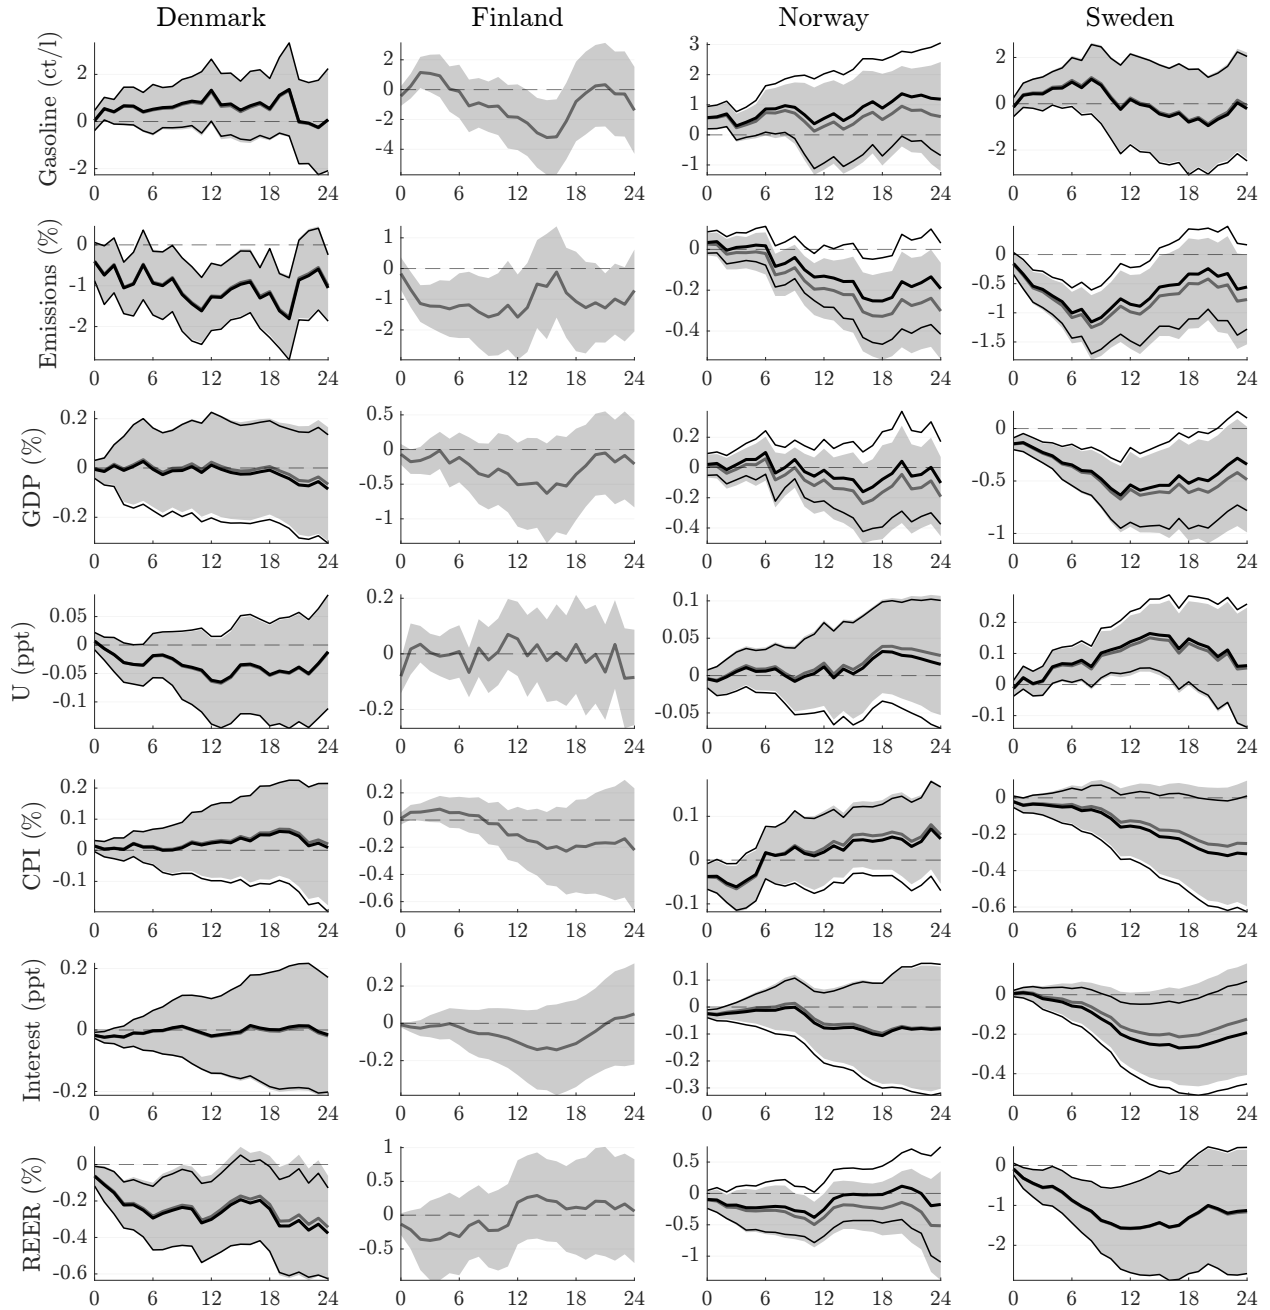 Denmark Finland Norway Sweden
Gasoline (ct/l)
2 0 -2
2 0 -2 -4
3 2 1 0 -1
2 0 -2
0 6 12 18 24 0 6 12 18 24 0 6 12 18 24 0 6 12 18 24
Emissions (%)
0 -1 -2
1 0 -1 -2
0 -0.2 -0.4
0 -0.5 -1 -1.5
0 6 12 18 24 0 6 12 18 24 0 6 12 18 24 0 6 12 18 24
GDP (%)
0.2 0 -0.2
0.5 0 -0.5 -1
0.2 0 -0.2 -0.4
0 -0.5 -1
0 6 12 18 24 0 6 12 18 24 0 6 12 18 24 0 6 12 18 24
U (ppt)
0.05 0 -0.05 -0.1
0.2 0 -0.2
0.1 0.05 0 -0.05
0.2 0.1 0 -0.1
0 6 12 18 24 0 6 12 18 24 0 6 12 18 24 0 6 12 18 24
CPI (%)
0.2 0.1 0 -0.1
0.2 0 -0.2 -0.4 -0.6
0.1 0 -0.1
0 -0.2 -0.4 -0.6
0 6 12 18 24 0 6 12 18 24 0 6 12 18 24 0 6 12 18 24
Interest (ppt)
0.2 0 -0.2
0.2 0 -0.2
0.1 0 -0.1 -0.2 -0.3
0 -0.2 -0.4
0 6 12 18 24 0 6 12 18 24 0 6 12 18 24 0 6 12 18 24
REER (%)
0 -0.2 -0.4 -0.6
1 0.5 0 -0.5
0.5 0 -0.5 -1
0 -1 -2
0 6 12 18 24 0 6 12 18 24 0 6 12 18 24 0 6 12 18 24